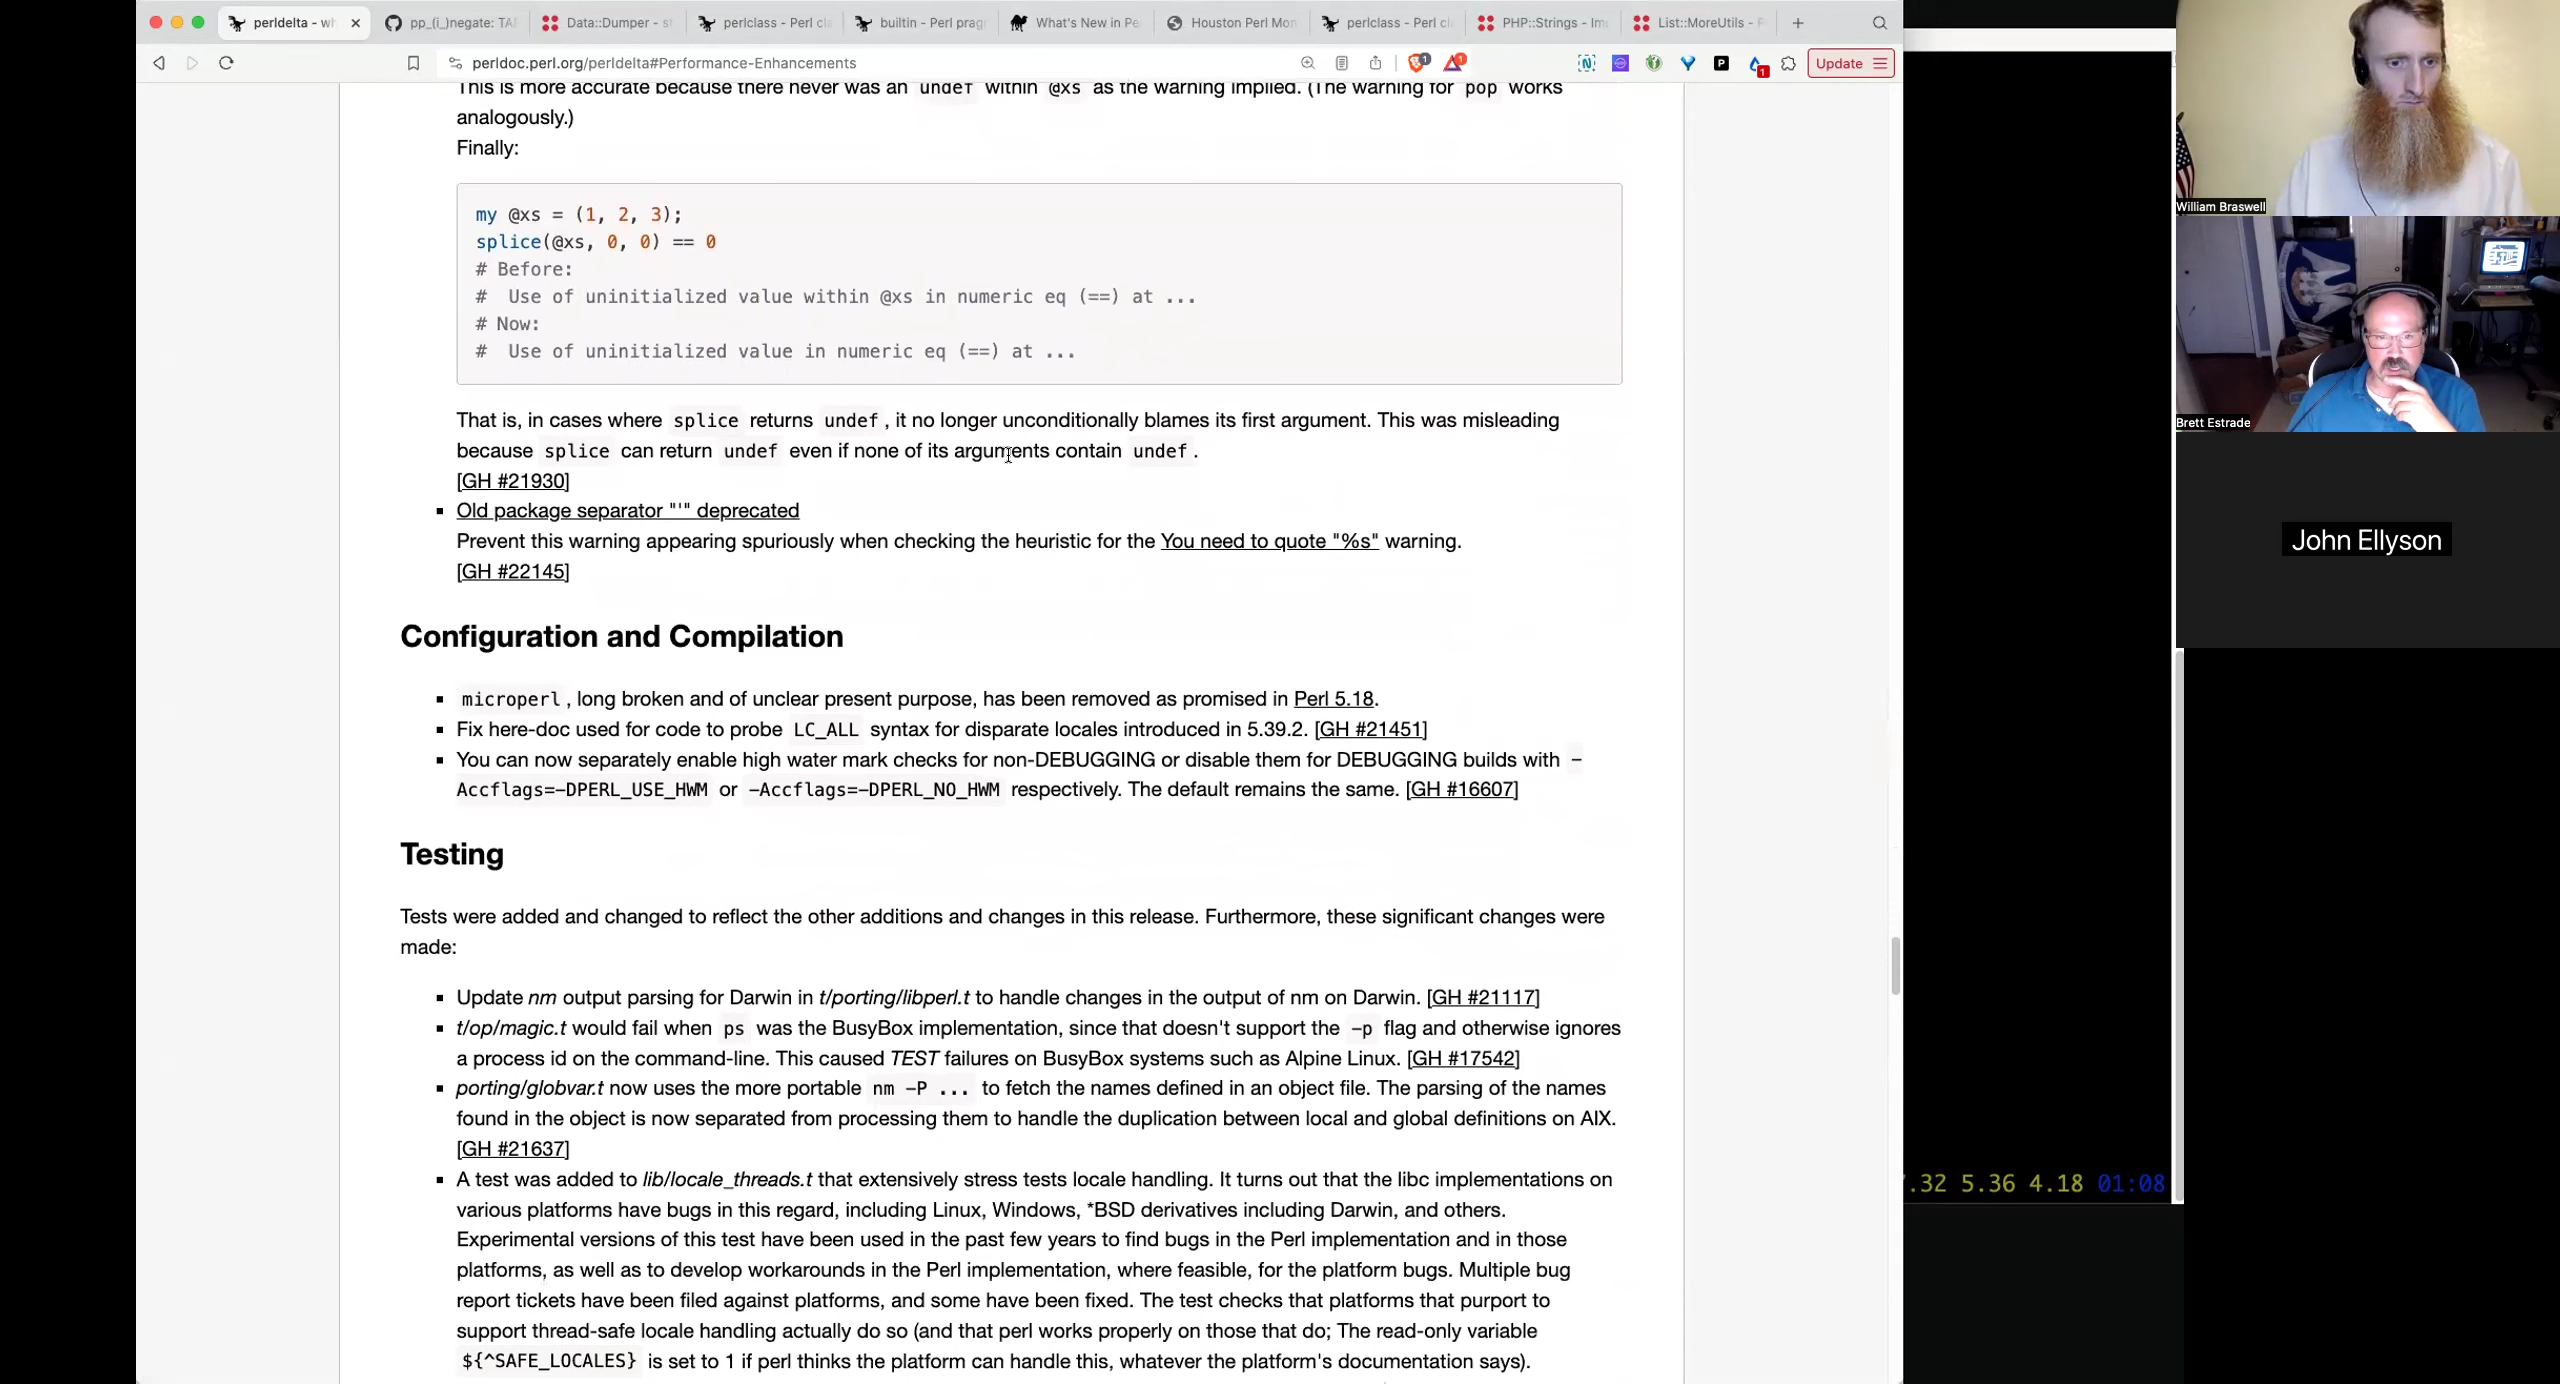 perldelta - wh
pp_(i_)negate: TAI
Data::Dumper - st
perlclass - Perl cla
builtin - Perl pragr
What's New in Pe
Houston Perl Mon
perlclass - Perl cl
PHP::Strings - Im
List::MoreUtils - P
perldoc.perl.org/perldelta#Performance-Enhancements
1
1
P
1
Update
This is more accurate because there never was an undef within @xs as the warning implied. (The warning for pop works
analogously.)
Finally:
my @xs = (1, 2, 3);
splice(@xs, 0, 0) == 0
# Before:
#  Use of uninitialized value within @xs in numeric eq (==) at ...
# Now:
#  Use of uninitialized value in numeric eq (==) at ...
That is, in cases where splice returns undef, it no longer unconditionally blames its first argument. This was misleading
because splice can return undef even if none of its arguments contain undef.
[GH #21930]
Old package separator "'" deprecated
Prevent this warning appearing spuriously when checking the heuristic for the You need to quote "%s" warning.
[GH #22145]
Configuration and Compilation
microperl, long broken and of unclear present purpose, has been removed as promised in Perl 5.18.
Fix here-doc used for code to probe LC_ALL syntax for disparate locales introduced in 5.39.2. [GH #21451]
You can now separately enable high water mark checks for non-DEBUGGING or disable them for DEBUGGING builds with -
Accflags=-DPERL_USE_HWM or -Accflags=-DPERL_NO_HWM respectively. The default remains the same. [GH #16607]
Testing
Tests were added and changed to reflect the other additions and changes in this release. Furthermore, these significant changes were
made:
Update nm output parsing for Darwin in t/porting/libperl.t to handle changes in the output of nm on Darwin. [GH #21117]
t/op/magic.t would fail when ps was the BusyBox implementation, since that doesn't support the -p flag and otherwise ignores
a process id on the command-line. This caused TEST failures on BusyBox systems such as Alpine Linux. [GH #17542]
porting/globvar.t now uses the more portable nm -P ... to fetch the names defined in an object file. The parsing of the names
found in the object is now separated from processing them to handle the duplication between local and global definitions on AIX.
[GH #21637]
A test was added to lib/locale_threads.t that extensively stress tests locale handling. It turns out that the libc implementations on
various platforms have bugs in this regard, including Linux, Windows, *BSD derivatives including Darwin, and others.
Experimental versions of this test have been used in the past few years to find bugs in the Perl implementation and in those
platforms, as well as to develop workarounds in the Perl implementation, where feasible, for the platform bugs. Multiple bug
report tickets have been filed against platforms, and some have been fixed. The test checks that platforms that purport to
support thread-safe locale handling actually do so (and that perl works properly on those that do; The read-only variable
${^SAFE_LOCALES} is set to 1 if perl thinks the platform can handle this, whatever the platform's documentation says).
.32 5.36 4.18 01:08
William Braswell
Brett Estrade
John Ellyson